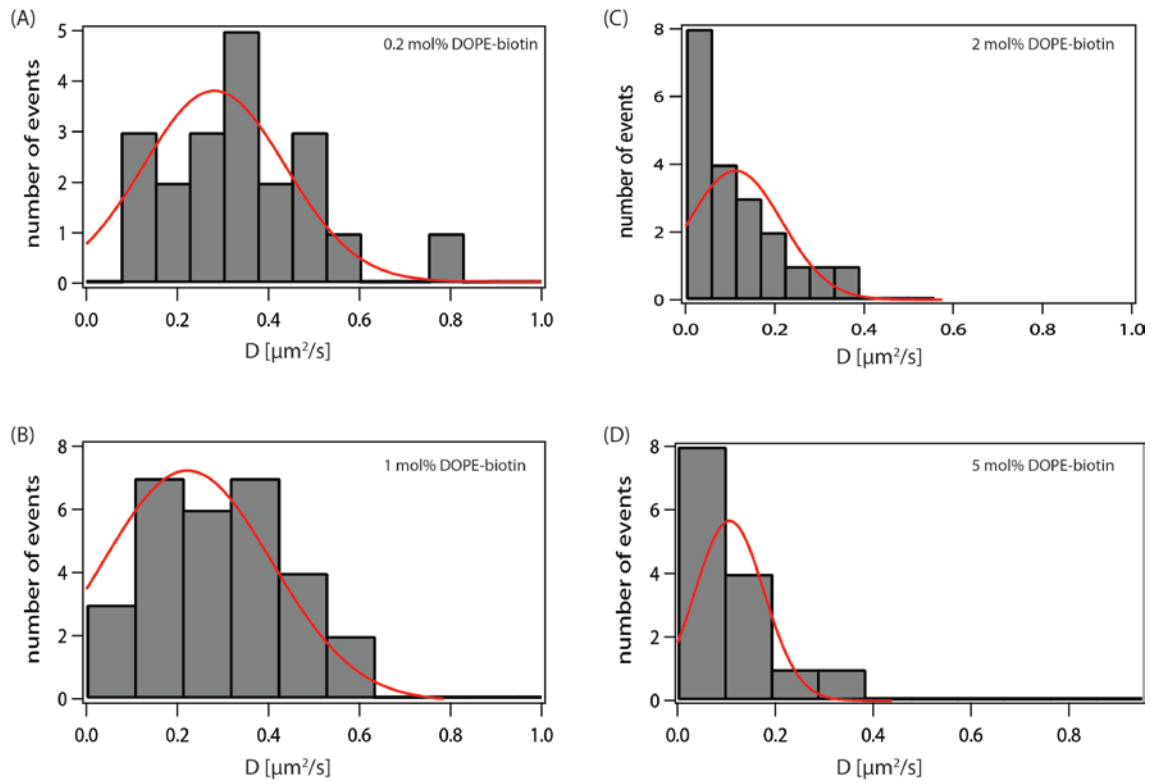 (A)
0.2 mol% DOPE-biotin
number of events
5
4
3
2
1
0
0.0 0.2 0.4 0.6 0.8 1.0
D [µm²/s]
(C)
2 mol% DOPE-biotin
number of events
8
6
4
2
0
0.0 0.2 0.4 0.6 0.8 1.0
D [µm²/s]
(B)
1 mol% DOPE-biotin
number of events
8
6
4
2
0
0.0 0.2 0.4 0.6 0.8 1.0
D [µm²/s]
(D)
5 mol% DOPE-biotin
number of events
8
6
4
2
0
0.0 0.2 0.4 0.6 0.8
D [µm²/s]